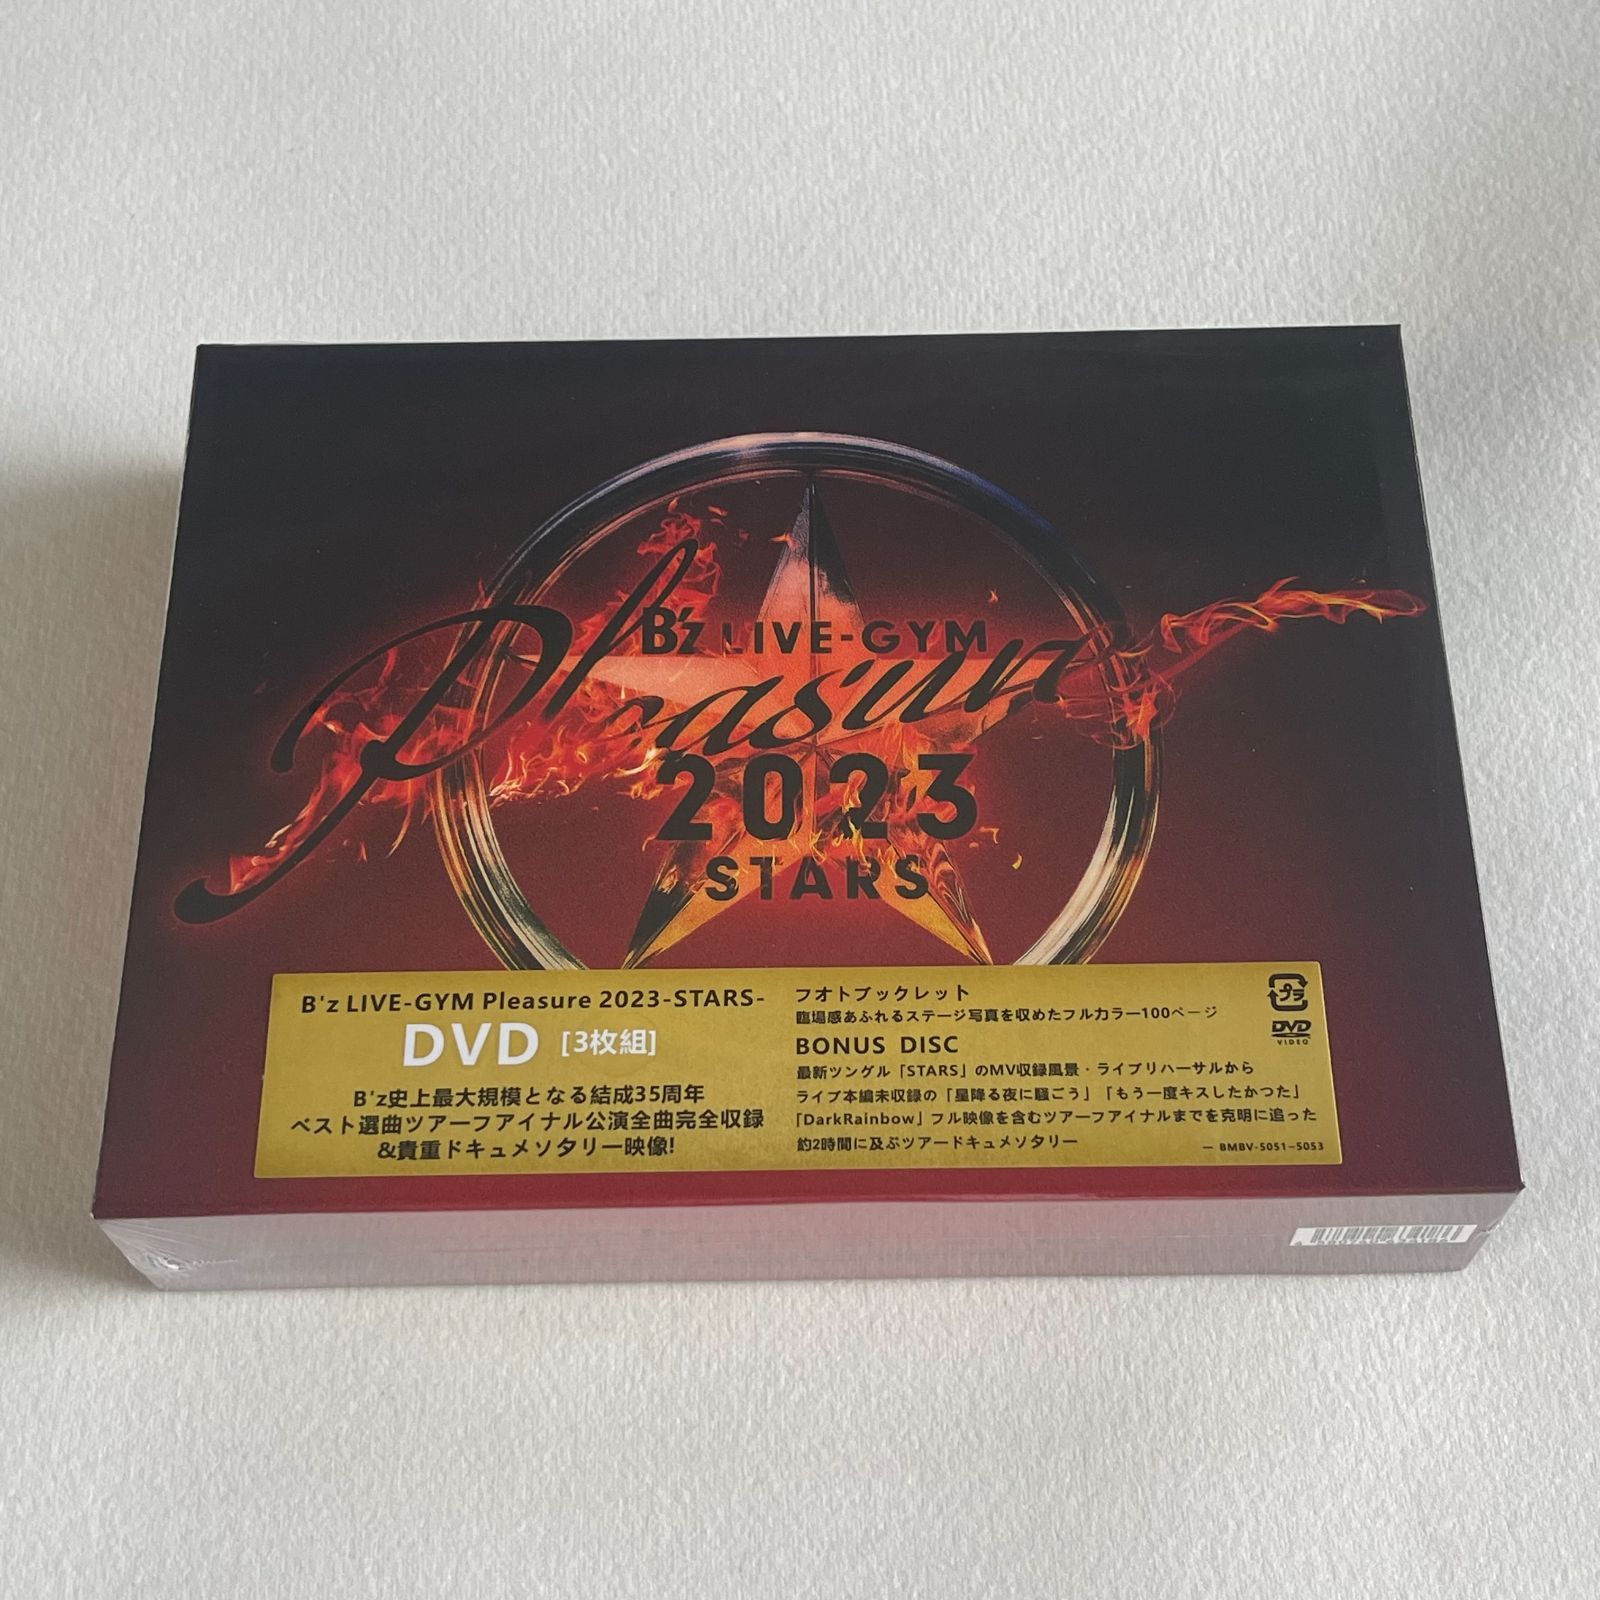 B'z LIVE-GYM
Pleasure
2023
STARS
B'z LIVE-GYM Pleasure 2023-STARS-
DVD [3枚組]
B'z史上最大規模となる結成35周年
ベスト選曲ツアーフアイナル公演全曲完全収録
&貴重ドキュメソタリー映像!
フオトブックレット
臨場感あふれるステージ写真を収めたフル力ラー100ページ
BONUS DISC
最新ツングル「STARS」のMV収録風景・ライブリハーサルから
ライブ本編未収録の「星降る夜に騒ごう」「もう一度キスしたかつた」
「DarkRainbow」フル映像を含むツアーフアイナルまでを克明に追った
約2時間に及ぶツアードキュメソタリー
プラ
DVD
VIDEO
— BMBV-5051–5053